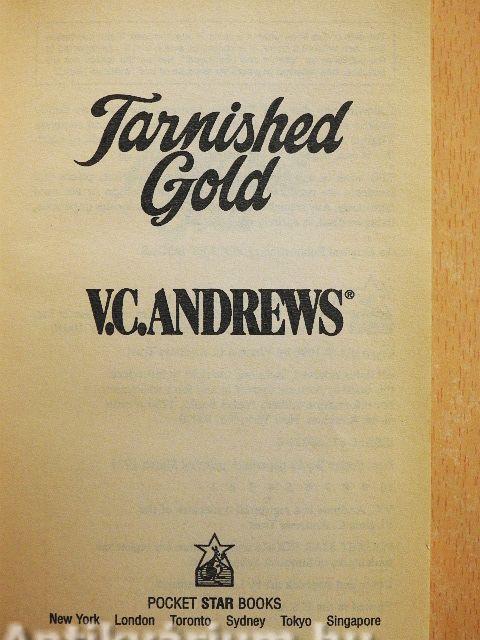 Tarnished
Gold
V.C. ANDREWS®
POCKET STAR BOOKS
New York London Toronto Sydney Tokyo Singapore